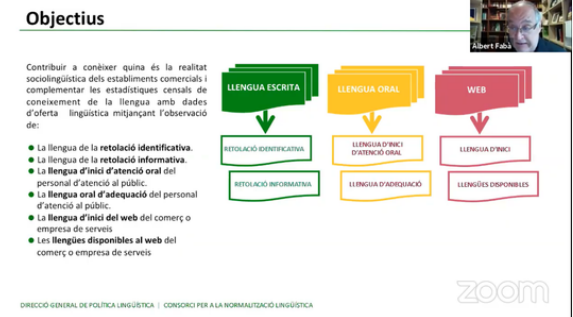 Objectius
Albert Fabà
Contribuir a conèixer quina és la realitat
sociolingüística dels establiments comercials i
complementar les estadístiques censals de
coneixement de la llengua amb dades
d'oferta lingüística mitjançant l'observació
de:
● La llengua de la retolació identificativa.
● La llengua de la retolació informativa.
● La llengua d'inici d'atenció oral del
personal d'atenció al públic.
● La llengua oral d'adequació del personal
d'atenció al públic.
● La llengua d'inici del web del comerç o
empresa de serveis
● Les llengües disponibles al web del
comerç o empresa de serveis
LLENGUA ESCRITA
RETOLACIÓ IDENTIFICATIVA
RETOLACIÓ INFORMATIVA
LLENGUA ORAL
LLENGUA D'INICI
D'ATENCIÓ ORAL
LLENGUA D'ADEQUACIÓ
WEB
LLENGUA D'INICI
LLENGÜES DISPONIBLES
DIRECCIÓ GENERAL DE POLÍTICA LINGÜÍSTICA | CONSORCI PER A LA NORMALITZACIÓ LINGÜÍSTICA
zoom